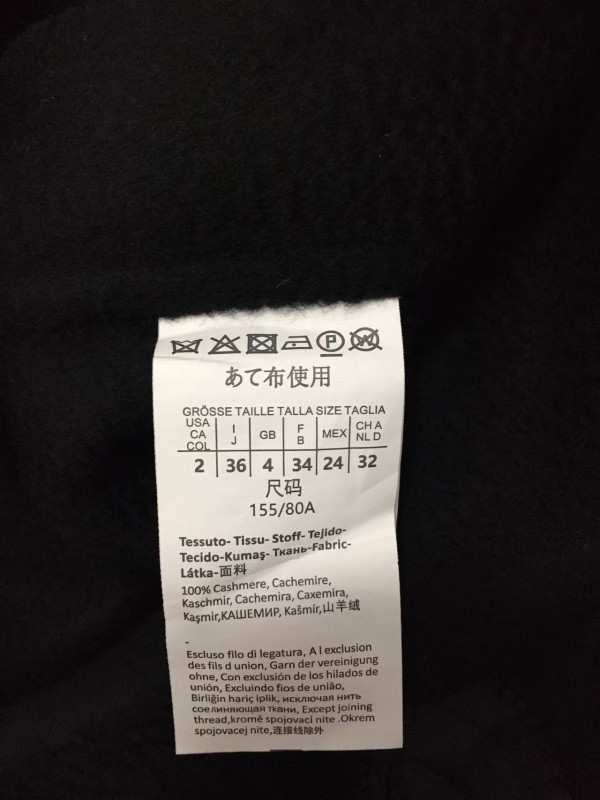 P W
あて布使用
GRÖSSE TAILLE TALLA SIZE TAGLIA
USA CA COL I J GB F B MEX CH A NL D
2 36 4 34 24 32
尺码
155/80A
Tessuto- Tissu- Stoff- Tejido-
Tecido-Kumaş- Ткань-Fabric-
Látka-面料
100% Cashmere, Cachemire,
Kaschmir, Cachemira, Caxemira,
Kaşmir,КАШЕМИР, Kašmír,山羊绒
-
Escluso filo di legatura, A l exclusion
des fils d union, Garn der vereinigung
ohne, Con exclusión de los hilados de
unión, Excluindo fios de união,
Birliğin hariç iplik, исключая нить
соединяющая ткани, Except joining
thread,kromě spojovací nite .Okrem
spojovacej nite,连接线除外